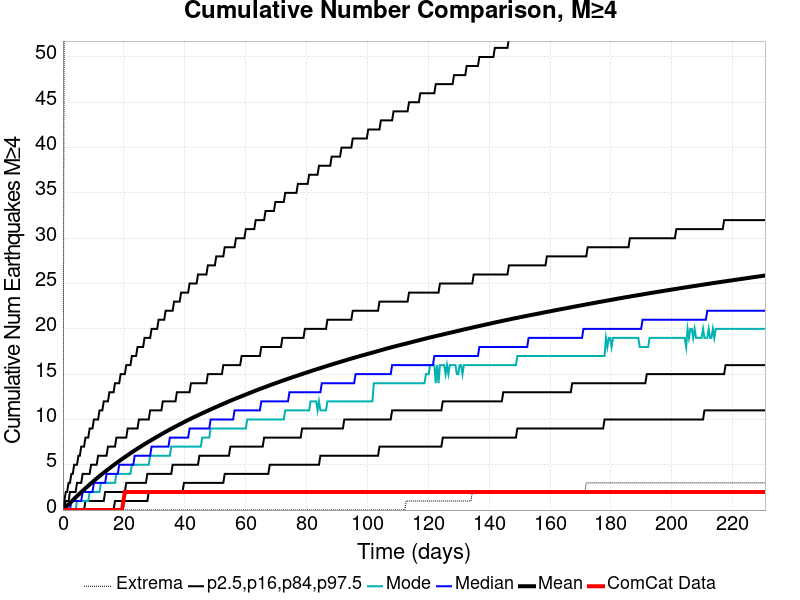 Cumulative Number Comparison, M≥4
Cumulative Num Earthquakes M≥4
50
45
40
35
30
25
20
15
10
5
0
0 20 40 60 80 100 120 140 160 180 200 220
Time (days)
Extrema p2.5,p16,p84,p97.5 Mode Median Mean ComCat Data